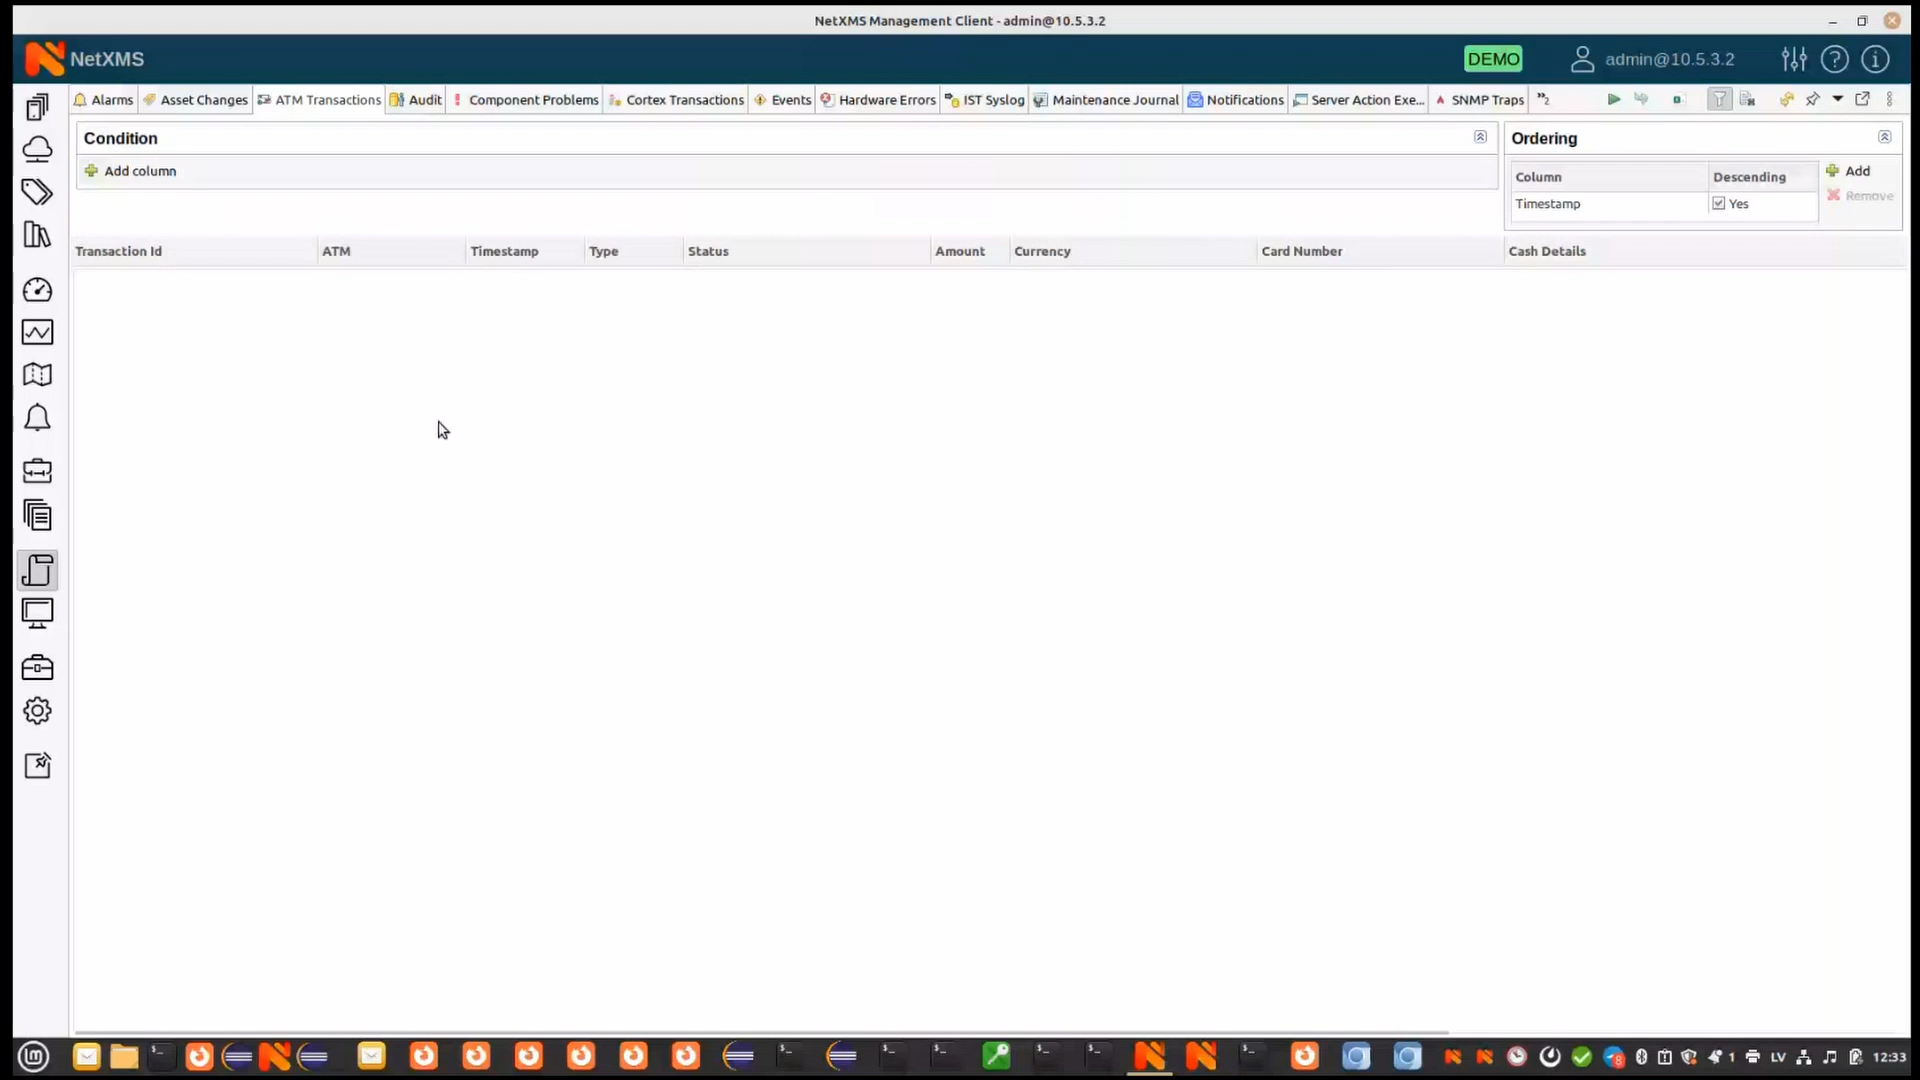 NetXMS Management Client - admin@10.5.3.2
NetXMS
DEMO
admin@10.5.3.2
Alarms
Asset Changes
ATM Transactions
Audit
Component Problems
Cortex Transactions
Events
Hardware Errors
IST Syslog
Maintenance Journal
Notifications
Server Action Exe...
SNMP Traps
»2
Condition
Add column
Ordering
Column
Descending
Add
Timestamp
Yes
Remove
Transaction Id
ATM
Timestamp
Type
Status
Amount
Currency
Card Number
Cash Details
1
LV
12:33